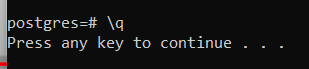 postgres=# \q
Press any key to continue . . .